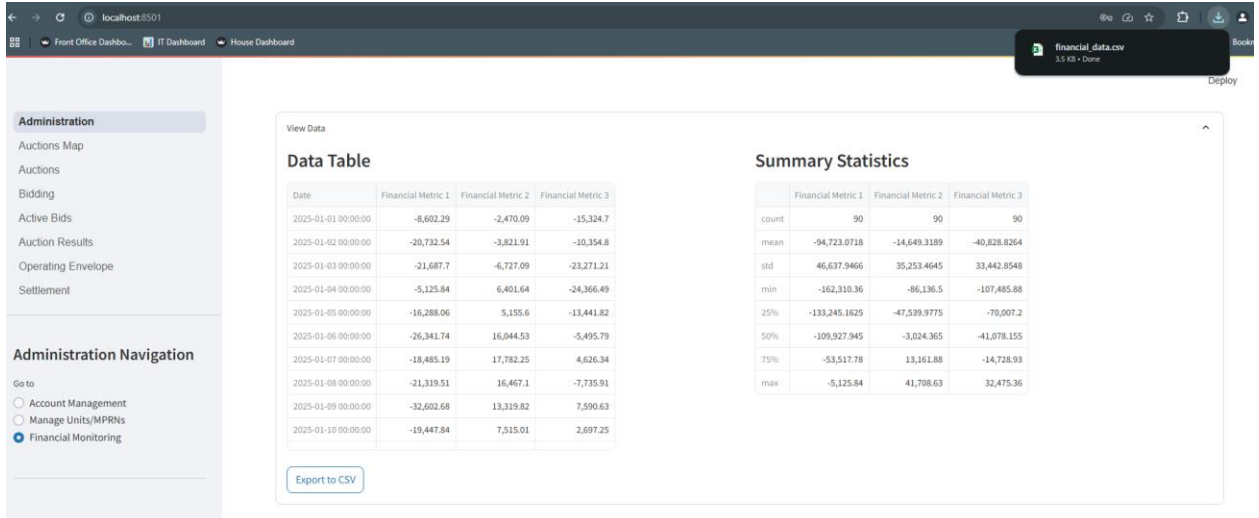 localhost:8501
Front Office Dashbo... IT Dashboard House Dashboard
financial_data.csv
3.5 KB • Done
Deploy
Administration
Auctions Map
Auctions
Bidding
Active Bids
Auction Results
Operating Envelope
Settlement
Administration Navigation
Go to
Account Management
Manage Units/MPRNs
Financial Monitoring
View Data
Data Table
Date Financial Metric 1 Financial Metric 2 Financial Metric 3
2025-01-01 00:00:00 -8,602.29 -2,470.09 -15,324.7
2025-01-02 00:00:00 -20,732.54 -3,821.91 -10,354.8
2025-01-03 00:00:00 -21,687.7 -6,727.09 -23,271.21
2025-01-04 00:00:00 -5,125.84 6,401.64 -24,366.49
2025-01-05 00:00:00 -16,288.06 5,155.6 -13,441.82
2025-01-06 00:00:00 -26,341.74 16,044.53 -5,495.79
2025-01-07 00:00:00 -18,485.19 17,782.25 4,626.34
2025-01-08 00:00:00 -21,319.51 16,467.1 -7,735.91
2025-01-09 00:00:00 -32,602.68 13,319.82 7,590.63
2025-01-10 00:00:00 -19,447.84 7,515.01 2,697.25
Export to CSV
Summary Statistics
Financial Metric 1 Financial Metric 2 Financial Metric 3
count 90 90 90
mean -94,723.0718 -14,649.3189 -40,828.8264
std 46,637.9466 35,253.4645 33,442.8548
min -162,310.36 -86,136.5 -107,485.88
25% -133,245.1625 -47,539.9775 -70,007.2
50% -109,927.945 -3,024.365 -41,078.155
75% -53,517.78 13,161.88 -14,728.93
max -5,125.84 41,708.63 32,475.36